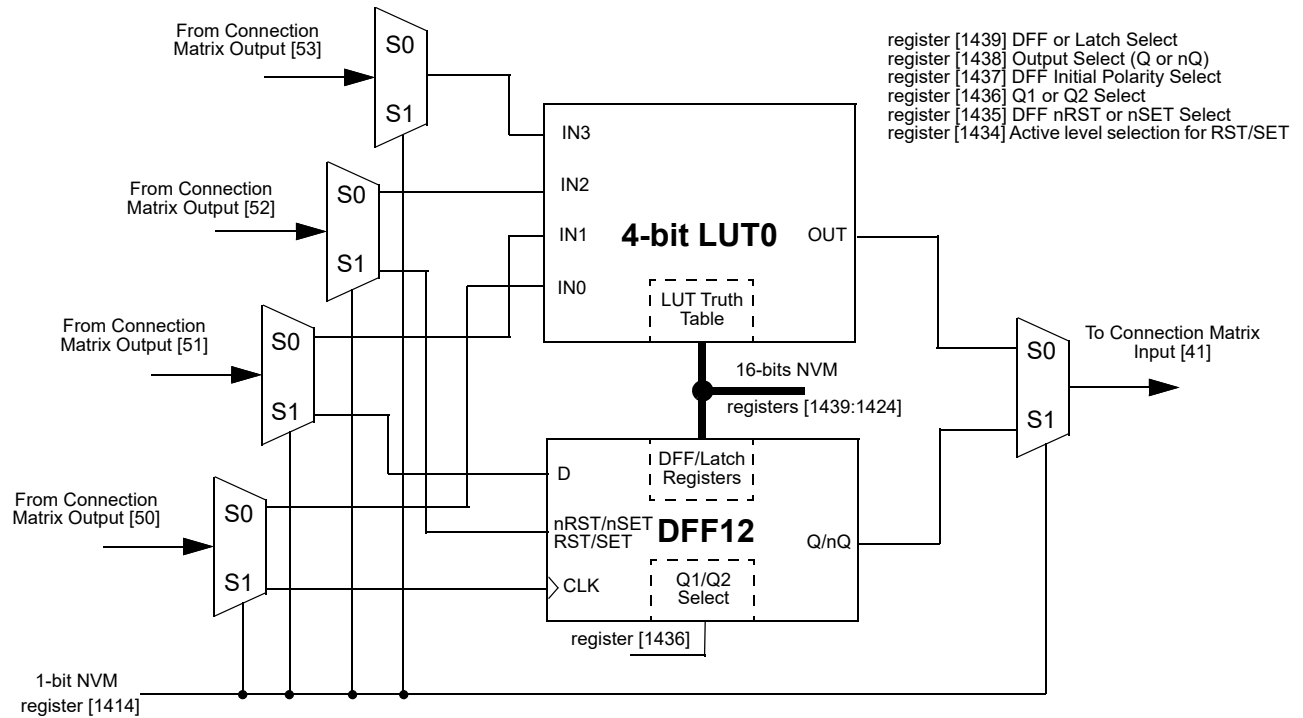 From Connection
Matrix Output [53]
S0
S1
register [1439] DFF or Latch Select
register [1438] Output Select (Q or nQ)
register [1437] DFF Initial Polarity Select
register [1436] Q1 or Q2 Select
register [1435] DFF nRST or nSET Select
register [1434] Active level selection for RST/SET
From Connection
Matrix Output [52]
S0
S1
IN3
IN2
IN1
IN0
4-bit LUT0
OUT
LUT Truth
Table
From Connection
Matrix Output [51]
S0
S1
16-bits NVM
registers [1439:1424]
S0
S1
To Connection Matrix
Input [41]
From Connection
Matrix Output [50]
S0
S1
DFF/Latch
Registers
D
nRST/nSET
RST/SET
DFF12
Q/nQ
CLK
Q1/Q2
Select
register [1436]
1-bit NVM
register [1414]